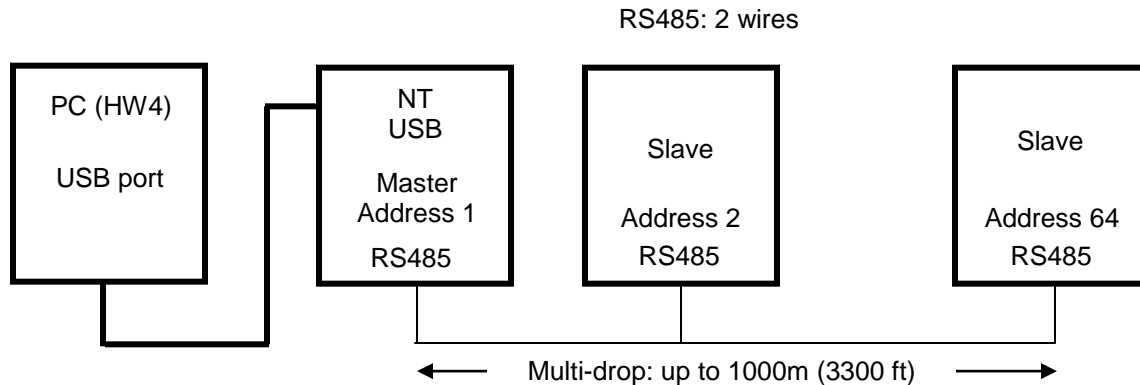 RS485: 2 wires
PC (HW4)
USB port
NT
USB
Master
Address 1
RS485
Slave
Address 2
RS485
Slave
Address 64
RS485
Multi-drop: up to 1000m (3300 ft)